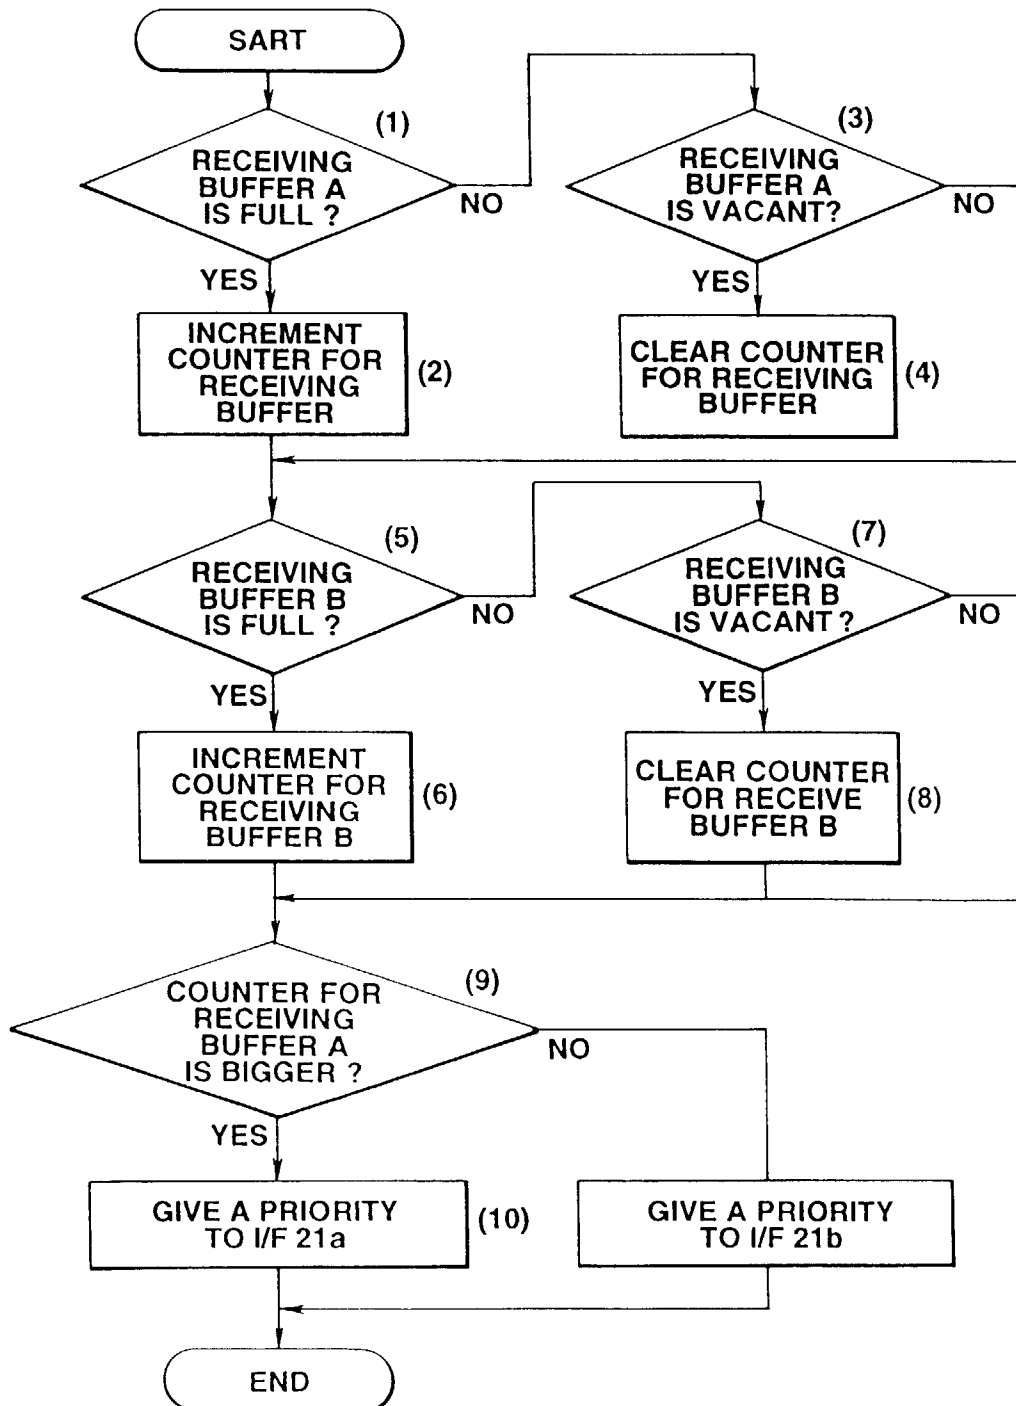 SART
(1)
RECEIVING
BUFFER A
IS FULL ?
NO
YES
(3)
RECEIVING
BUFFER A
IS VACANT?
NO
YES
INCREMENT
COUNTER FOR
RECEIVING
BUFFER
(2)
CLEAR COUNTER
FOR RECEIVING
BUFFER
(4)
(5)
RECEIVING
BUFFER B
IS FULL ?
NO
YES
(7)
RECEIVING
BUFFER B
IS VACANT ?
NO
YES
INCREMENT
COUNTER FOR
RECEIVING
BUFFER B
(6)
CLEAR COUNTER
FOR RECEIVE
BUFFER B
(8)
(9)
COUNTER FOR
RECEIVING
BUFFER A
IS BIGGER ?
NO
YES
GIVE A PRIORITY
TO I/F 21a
(10)
GIVE A PRIORITY
TO I/F 21b
END